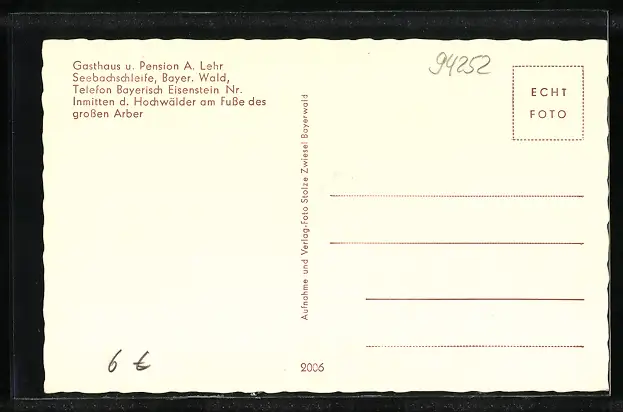 Gasthaus u. Pension A. Lehr
Seebachschleife, Bayer. Wald,
Telefon Bayerisch Eisenstein Nr.
Inmitten d. Hochwälder am Fuße des
großen Arber
94252
ECHT
FOTO
Aufnahme und Verlag-Foto Stolze Zwiesel Bayerwald
6 €
2006